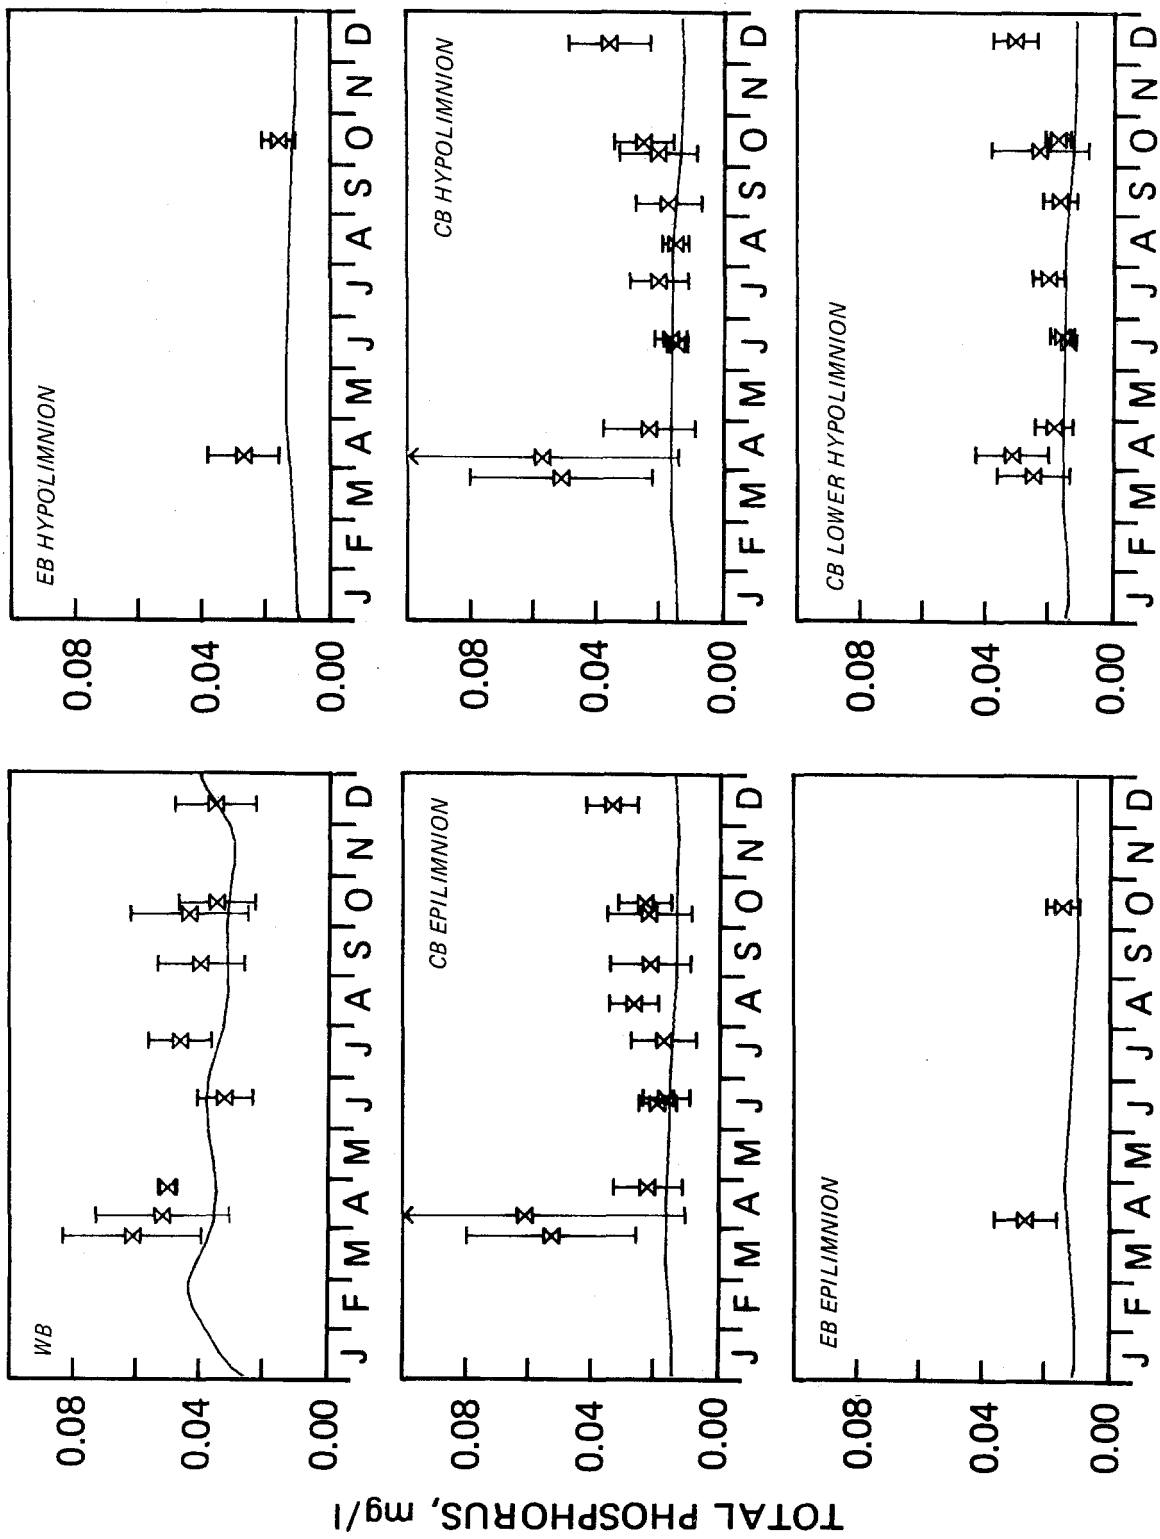 TOTAL PHOSPHORUS, mg/l
WB
0.08
0.04
0.00
J F M A M J J A S O N D
CB EPILIMNION
0.08
0.04
0.00
J F M A M J J A S O N D
EB EPILIMNION
0.08
0.04
0.00
J F M A M J J A S O N D
EB HYPOLIMNION
0.08
0.04
0.00
J F M A M J J A S O N D
CB HYPOLIMNION
0.08
0.04
0.00
J F M A M J J A S O N D
CB LOWER HYPOLIMNION
0.08
0.04
0.00
J F M A M J J A S O N D